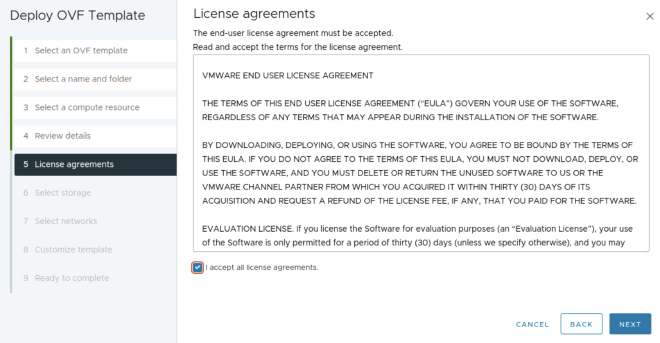 Deploy OVF Template
1 Select an OVF template
2 Select a name and folder
3 Select a compute resource
4 Review details
5 License agreements
6 Select storage
7 Select networks
8 Customize template
9 Ready to complete
License agreements
The end-user license agreement must be accepted.
Read and accept the terms for the license agreement.
VMWARE END USER LICENSE AGREEMENT
THE TERMS OF THIS END USER LICENSE AGREEMENT ("EULA") GOVERN YOUR USE OF THE SOFTWARE,
REGARDLESS OF ANY TERMS THAT MAY APPEAR DURING THE INSTALLATION OF THE SOFTWARE.
BY DOWNLOADING, DEPLOYING, OR USING THE SOFTWARE, YOU AGREE TO BE BOUND BY THE TERMS OF
THIS EULA. IF YOU DO NOT AGREE TO THE TERMS OF THIS EULA, YOU MUST NOT DOWNLOAD, DEPLOY, OR
USE THE SOFTWARE, AND YOU MUST DELETE OR RETURN THE UNUSED SOFTWARE TO US OR THE
VMWARE CHANNEL PARTNER FROM WHICH YOU ACQUIRED IT WITHIN THIRTY (30) DAYS OF ITS
ACQUISITION AND REQUEST A REFUND OF THE LICENSE FEE, IF ANY, THAT YOU PAID FOR THE SOFTWARE.
EVALUATION LICENSE. If you license the Software for evaluation purposes (an "Evaluation License"), your use
of the Software is only permitted for a period of thirty (30) days (unless we specify otherwise), and you may
I accept all license agreements.
CANCEL
BACK
NEXT